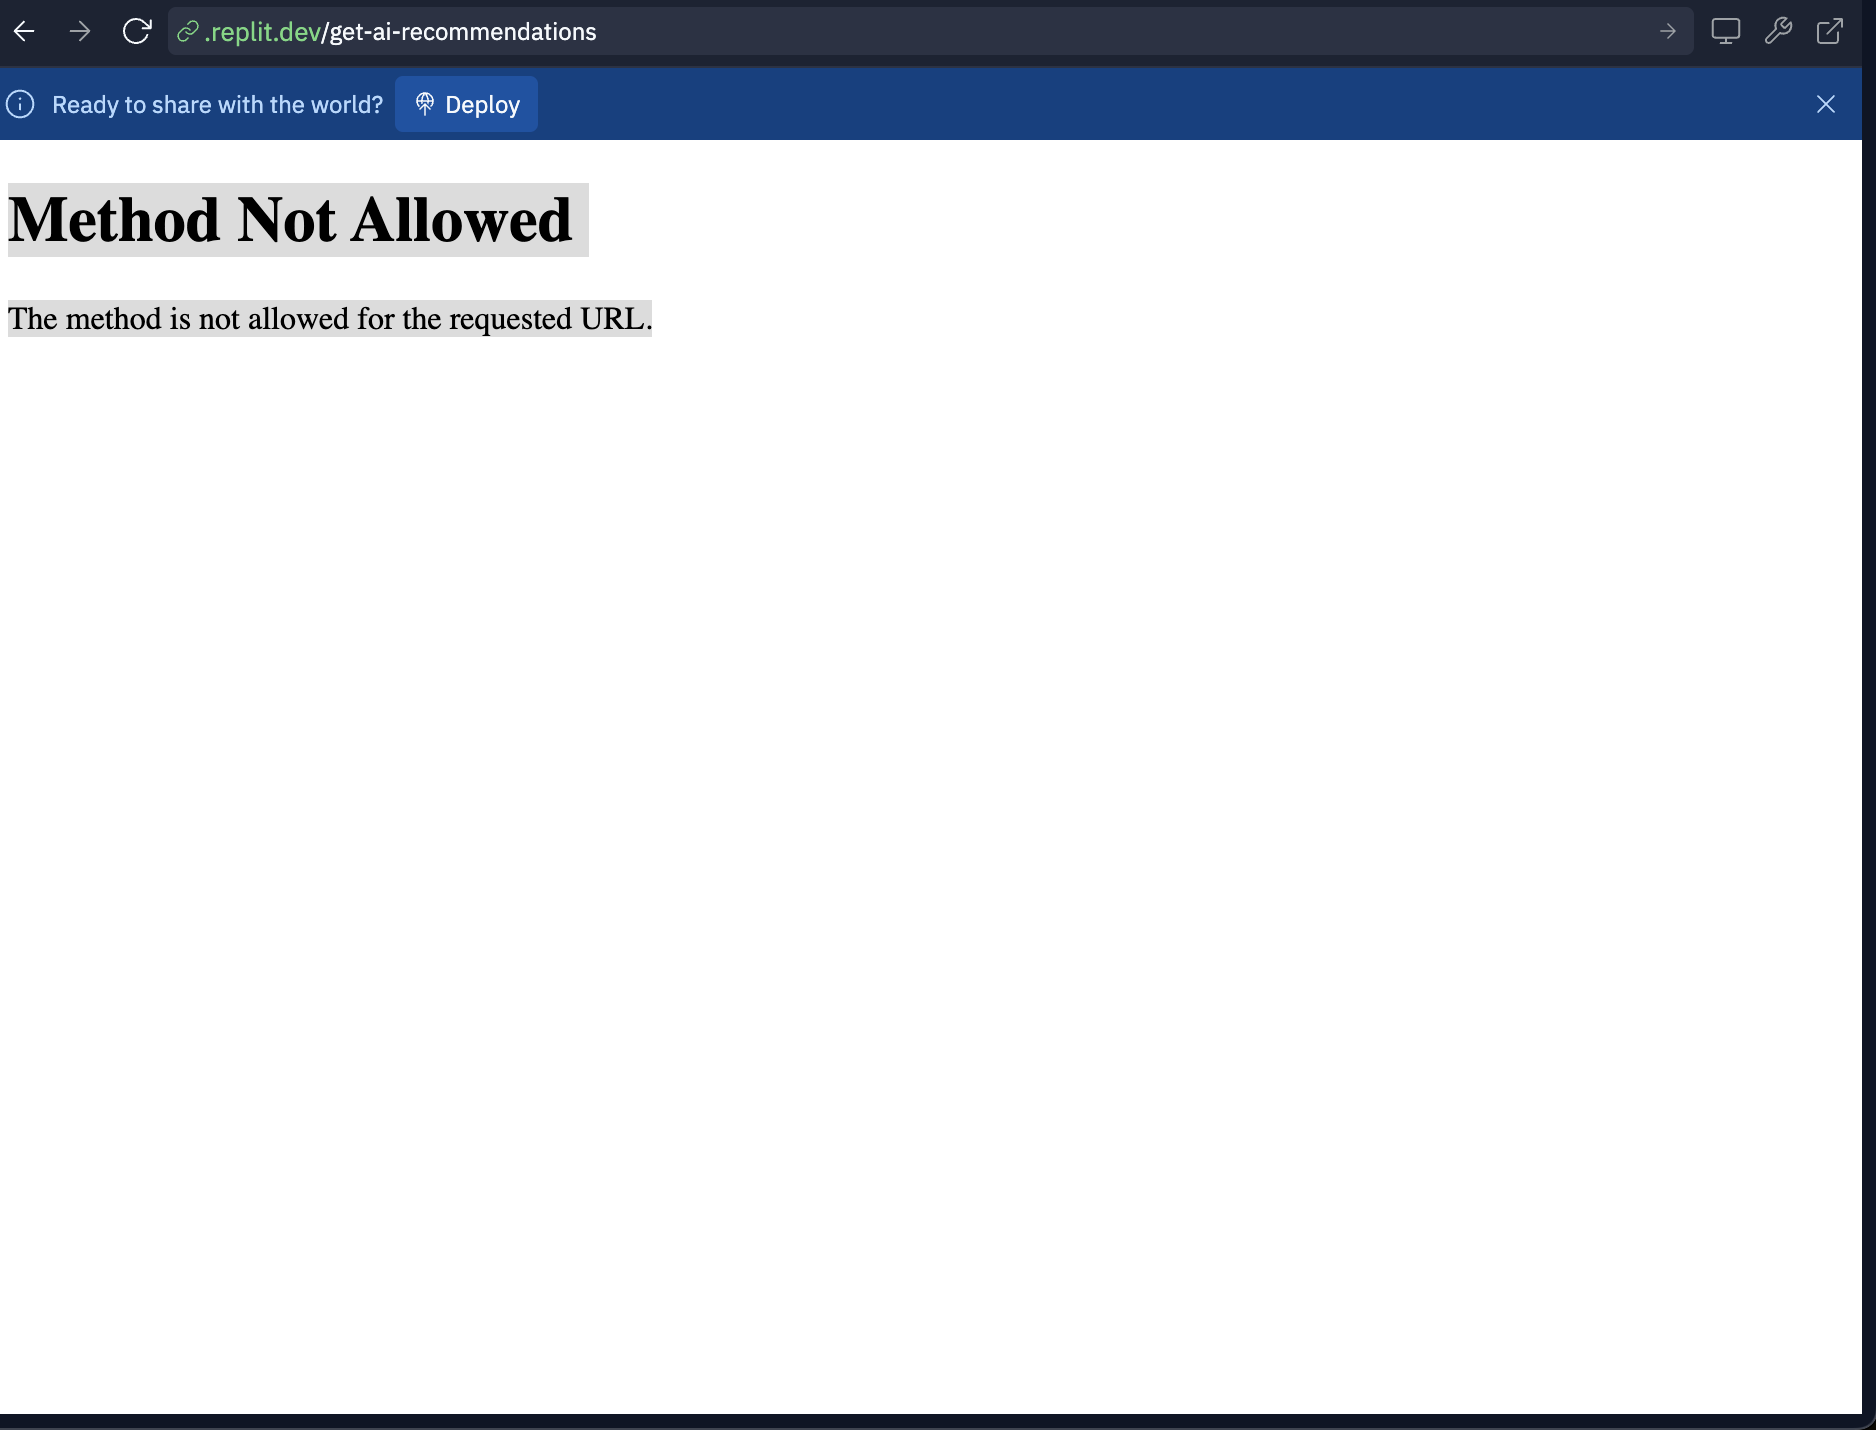 .replit.dev/get-ai-recommendations
Ready to share with the world? Deploy
Method Not Allowed
The method is not allowed for the requested URL.